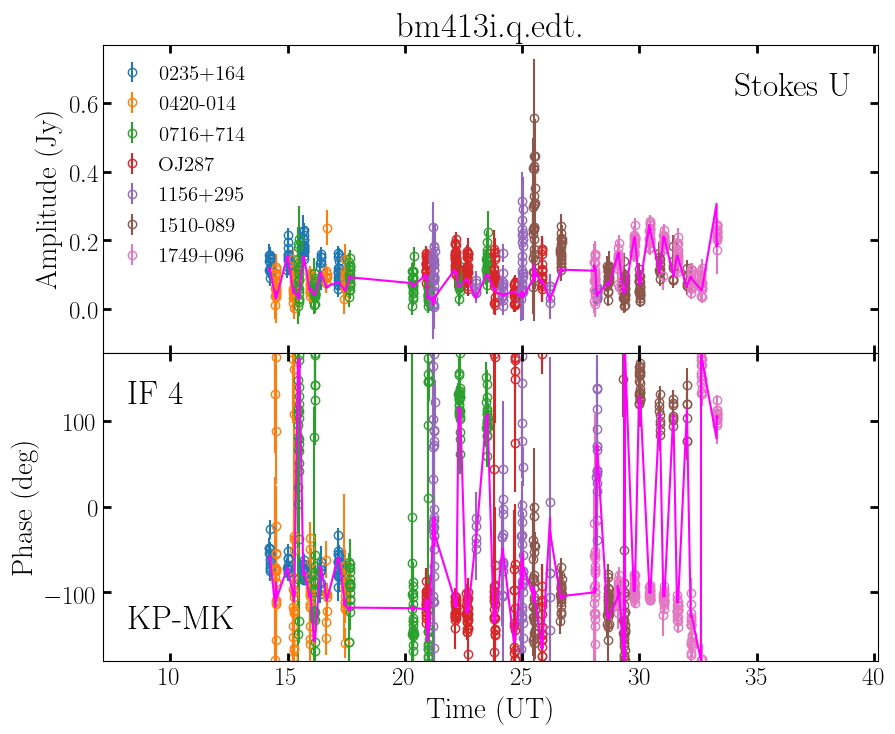 bm413i.q.edt.
Stokes U
0235+164
0420-014
0716+714
OJ287
1156+295
1510-089
1749+096
Amplitude (Jy)
0.6
0.4
0.2
0.0
IF 4
KP-MK
Phase (deg)
100
0
−100
10 15 20 25 30 35 40
Time (UT)